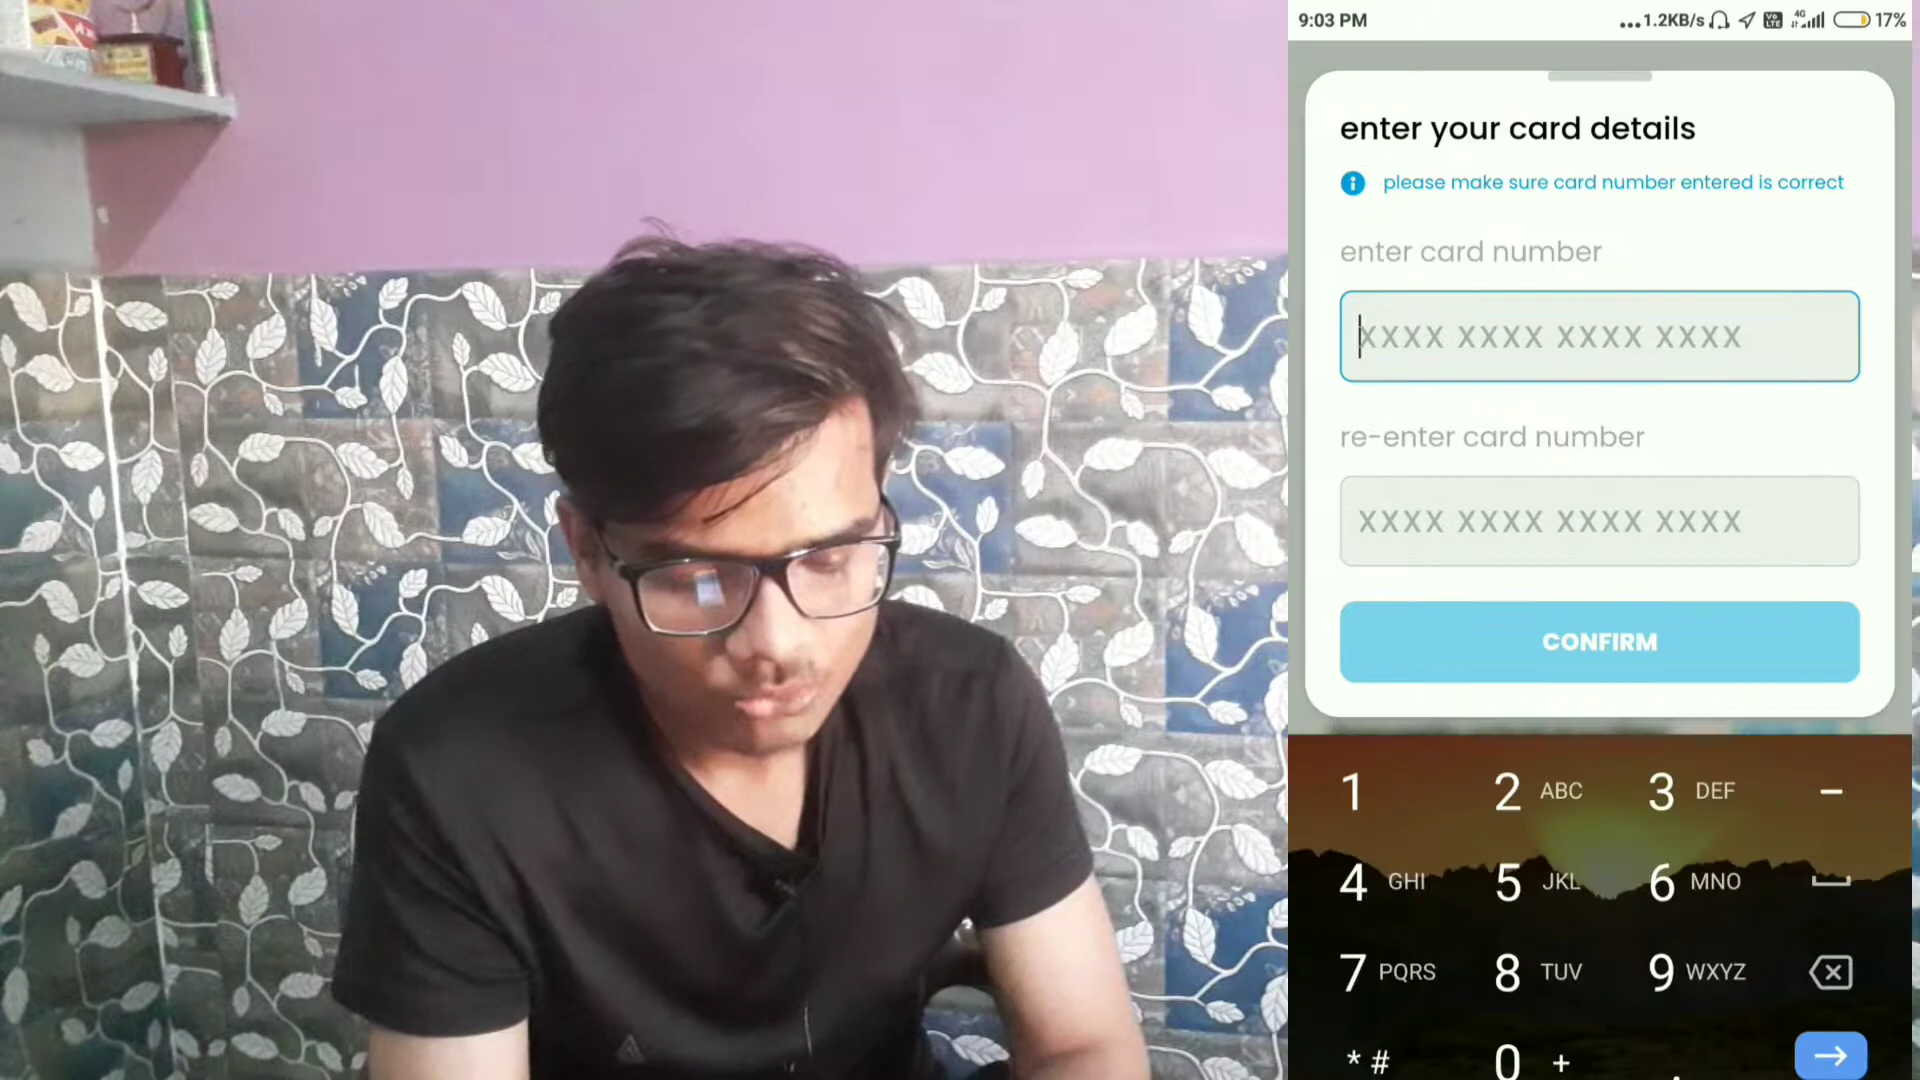 9:03 PM
...1.2KB/s 4G 17%
enter your card details
please make sure card number entered is correct
enter card number
XXXX XXXX XXXX XXXX
re-enter card number
XXXX XXXX XXXX XXXX
CONFIRM
1 2 ABC 3 DEF –
4 GHI 5 JKL 6 MNO
7 PQRS 8 TUV 9 WXYZ
* # 0 + .